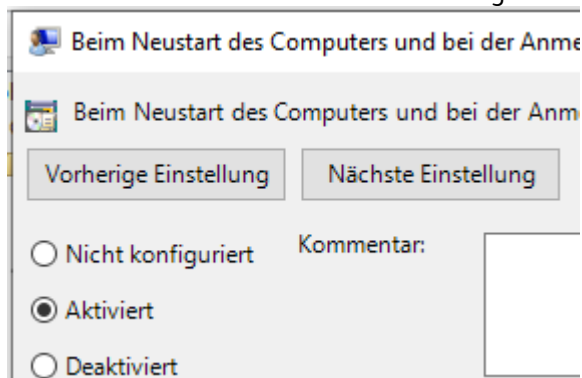 Beim Neustart des Computers und bei der Anme
Beim Neustart des Computers und bei der Anm
Vorherige Einstellung Nächste Einstellung
Nicht konfiguriert Kommentar:
Aktiviert
Deaktiviert